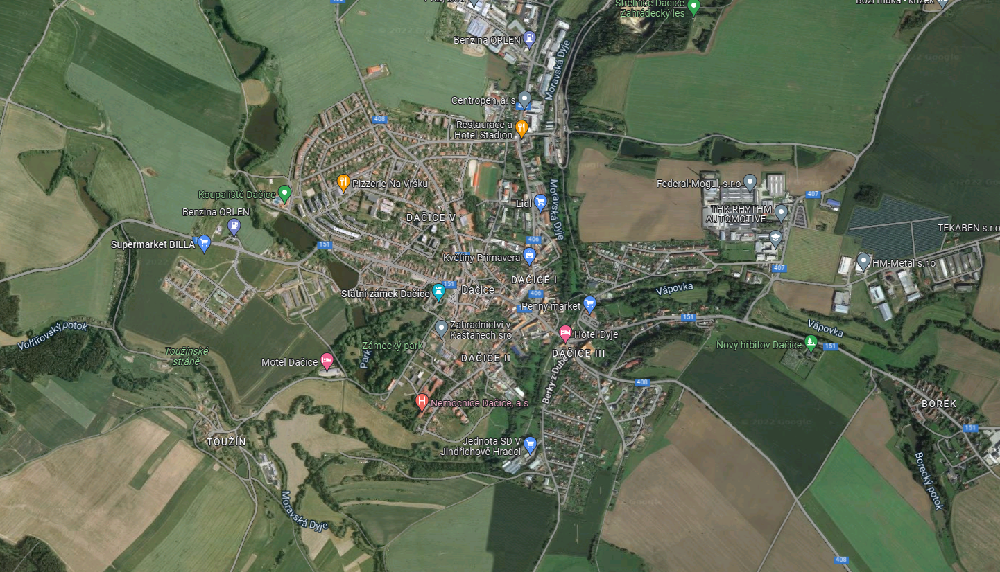 Střelnice Dačice
Zahrádecký les
Boží muka - křížek
Benzina ORLEN
Moravská Dyje
Centropen, a. s
408
Restaurace a
Hotel Stadion
Koupaliště Dačice
Pizzerie Na Vršku
Federal-Mogul, s.r.o
407
Benzina ORLEN
Lidl
Moravská Dyje
THK RHYTHM
AUTOMOTIVE...
DAČICE V
TEKABEN s.r.o
Supermarket BILLA
151
406
Květiny Primavera
HM-Metal s.r.o
407
DAČICE I
151
Státní zámek Dačice
Dačice
406
Vápovka
Penny market
151
Volfířovský potok
Zahradnictví v
Kaštanech sro
Vápovka
Hotel Dyje
Zámecký park
Nový hřbitov Dačice
151
Toužínské
stráně
Park
Motel Dačice
DAČICE II
DAČICE III
Berky z Dubé
408
Nemocnice Dačice, a.s
BOREK
© 2022 Google
151
TOUŽÍN
Jednota SD V
Jindřichově Hradci
Borecký potok
Moravská Dyje
408